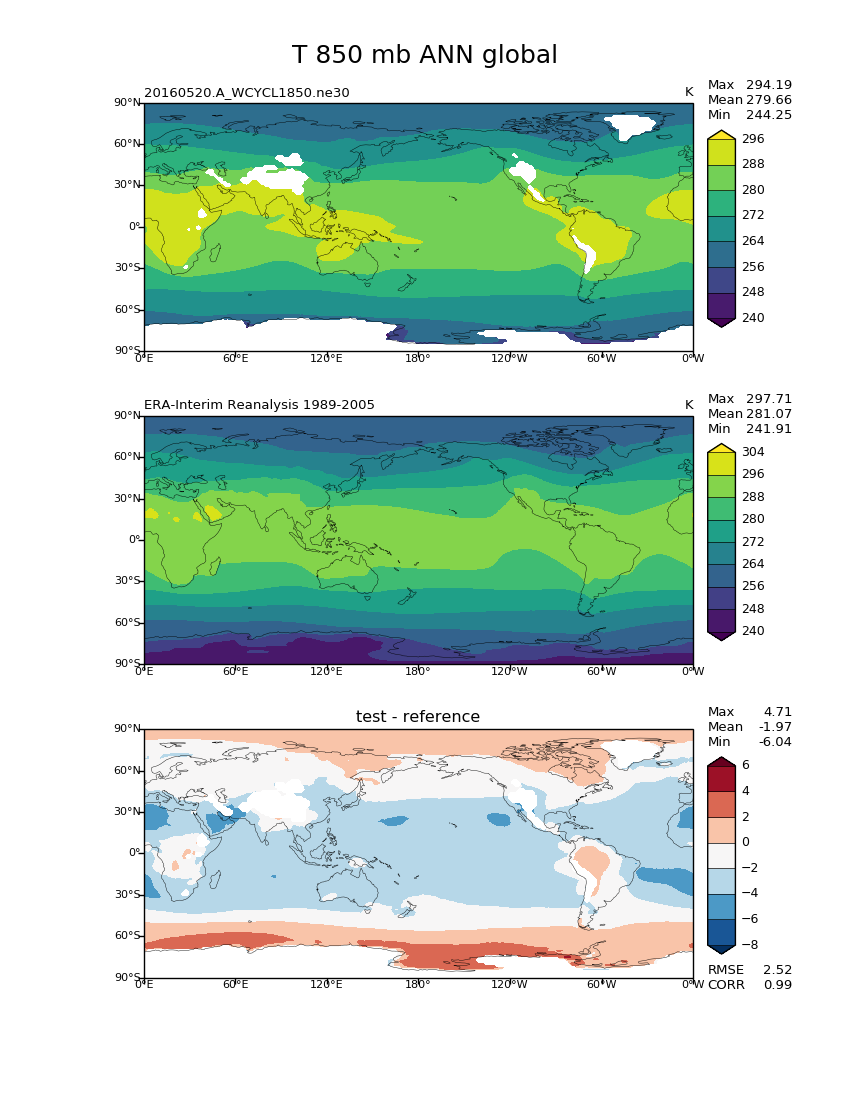 T 850 mb ANN global
20160520.A_WCYCL1850.ne30
K
Max 294.19
Mean 279.66
Min 244.25
90°N
60°N
30°N
0°
30°S
60°S
90°S
0°E 60°E 120°E 180° 120°W 60°W 0°W
296
288
280
272
264
256
248
240
ERA-Interim Reanalysis 1989-2005
K
Max 297.71
Mean 281.07
Min 241.91
90°N
60°N
30°N
0°
30°S
60°S
90°S
0°E 60°E 120°E 180° 120°W 60°W 0°W
304
296
288
280
272
264
256
248
240
test - reference
Max 4.71
Mean -1.97
Min -6.04
90°N
60°N
30°N
0°
30°S
60°S
90°S
0°E 60°E 120°E 180° 120°W 60°W 0°W
6
4
2
0
−2
−4
−6
−8
RMSE 2.52
CORR 0.99